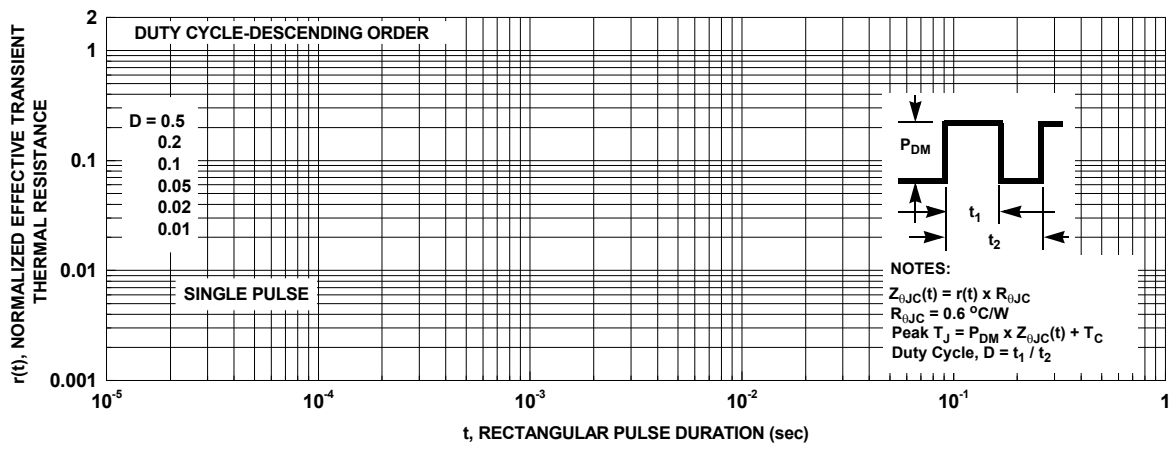 2
DUTY CYCLE-DESCENDING ORDER
1
D = 0.5
0.2
0.1
0.05
0.02
0.01
0.1
0.01
0.001
SINGLE PULSE
r(t), NORMALIZED EFFECTIVE TRANSIENT
THERMAL RESISTANCE
P_DM
t_1
t_2
NOTES:
Z_θJC(t) = r(t) x R_θJC
R_θJC = 0.6 °C/W
Peak T_J = P_DM x Z_θJC(t) + T_C
Duty Cycle, D = t_1 / t_2
10^-5
10^-4
10^-3
10^-2
10^-1
1
t, RECTANGULAR PULSE DURATION (sec)